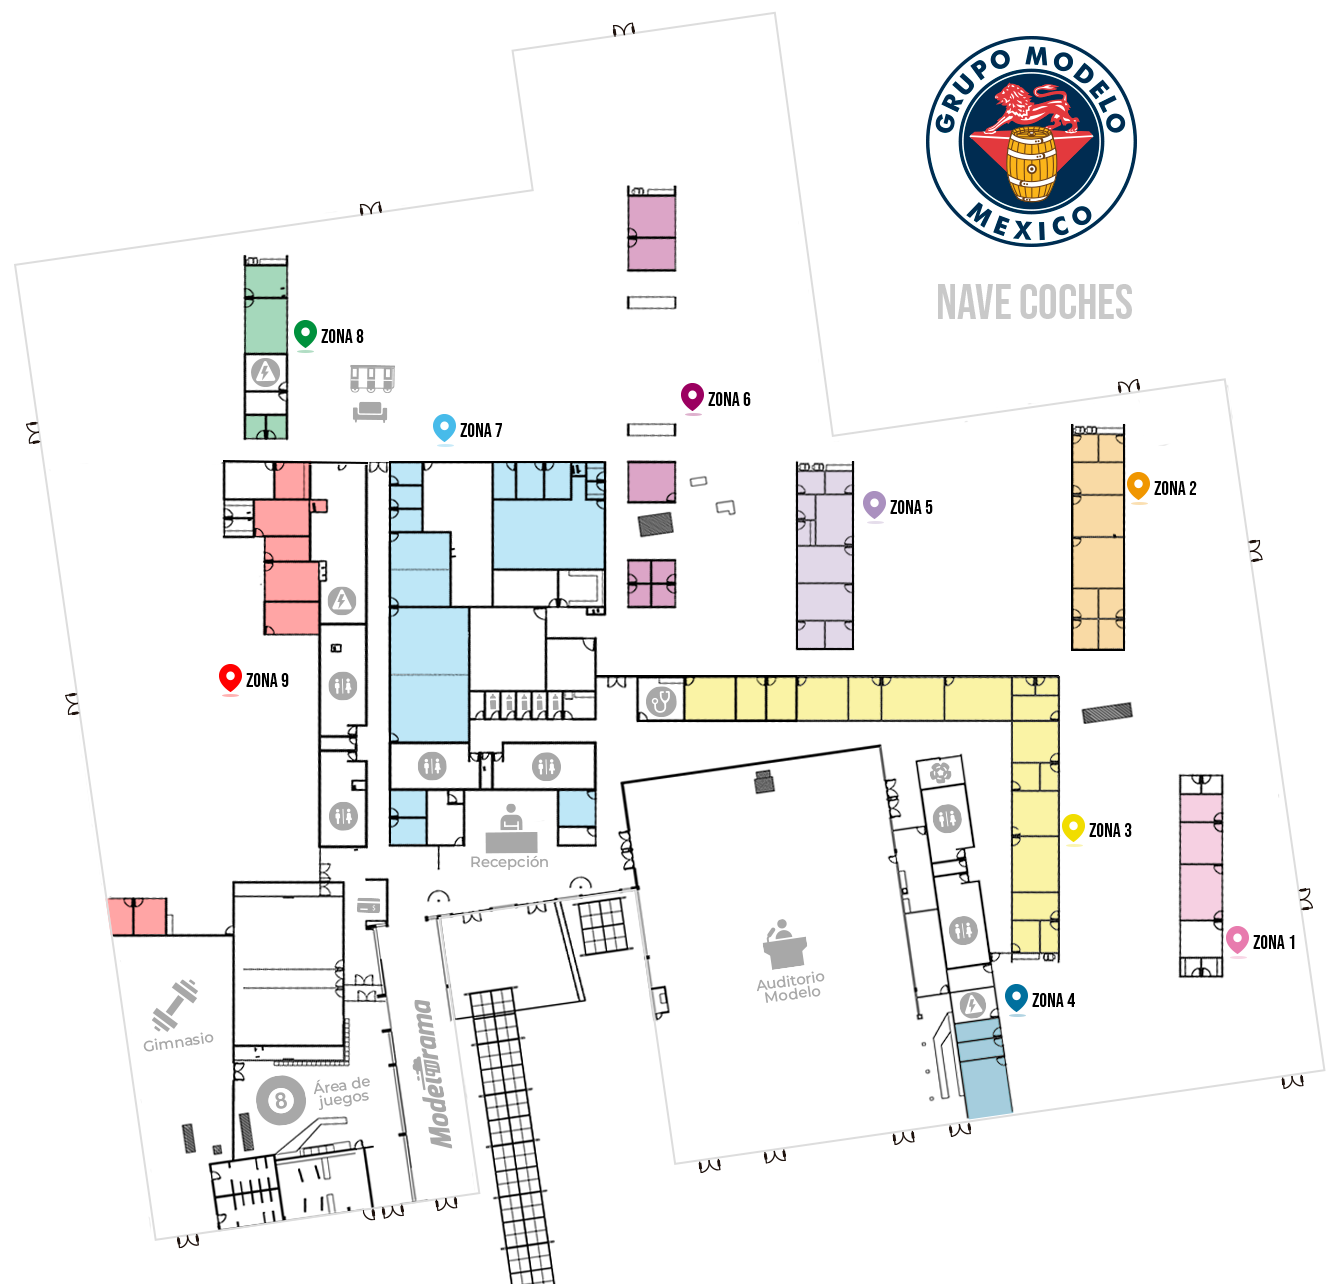 GRUPO MODELO
MEXICO
NAVE COCHES
ZONA 8
ZONA 6
ZONA 7
ZONA 2
ZONA 5
ZONA 9
ZONA 3
Recepción
ZONA 1
Auditorio
Modelo
ZONA 4
Gimnasio
Modelorama
Área de
juegos
8